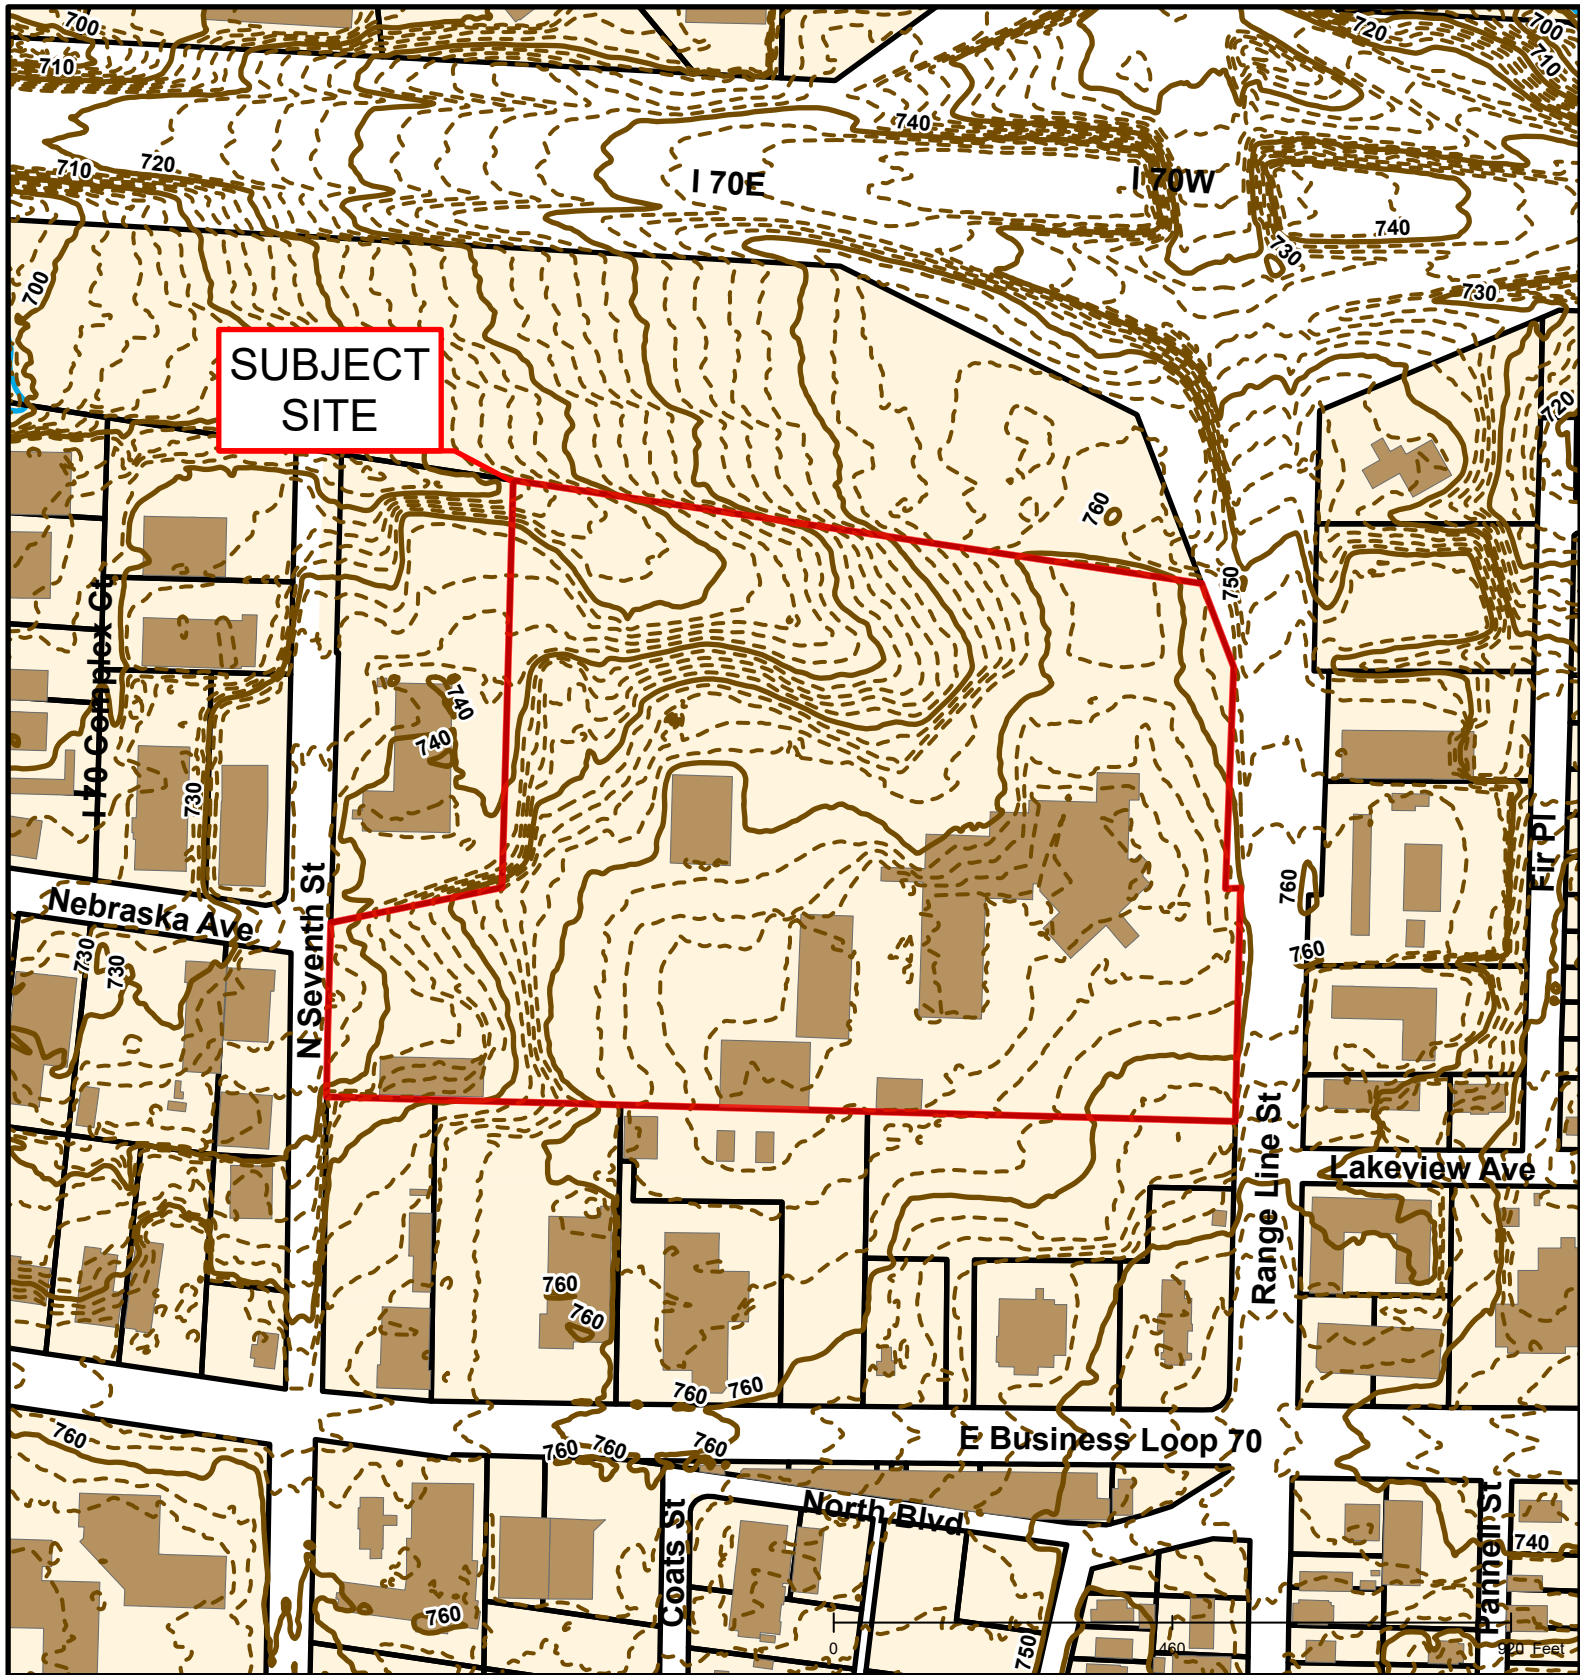 700
720
700
710
710
740
710
720
I 70E
I 70W
740
730
700
730
SUBJECT
SITE
720
760
750
I 70 Complex Ct
740
740
730
Fir Pl
760
Nebraska Ave
N Seventh St
730
730
760
Range Line St
Lakeview Ave
760
760
760
760
760
760
760
760
E Business Loop 70
North Blvd
Coats St
Pannell St
740
760
750
0
460
920 Feet